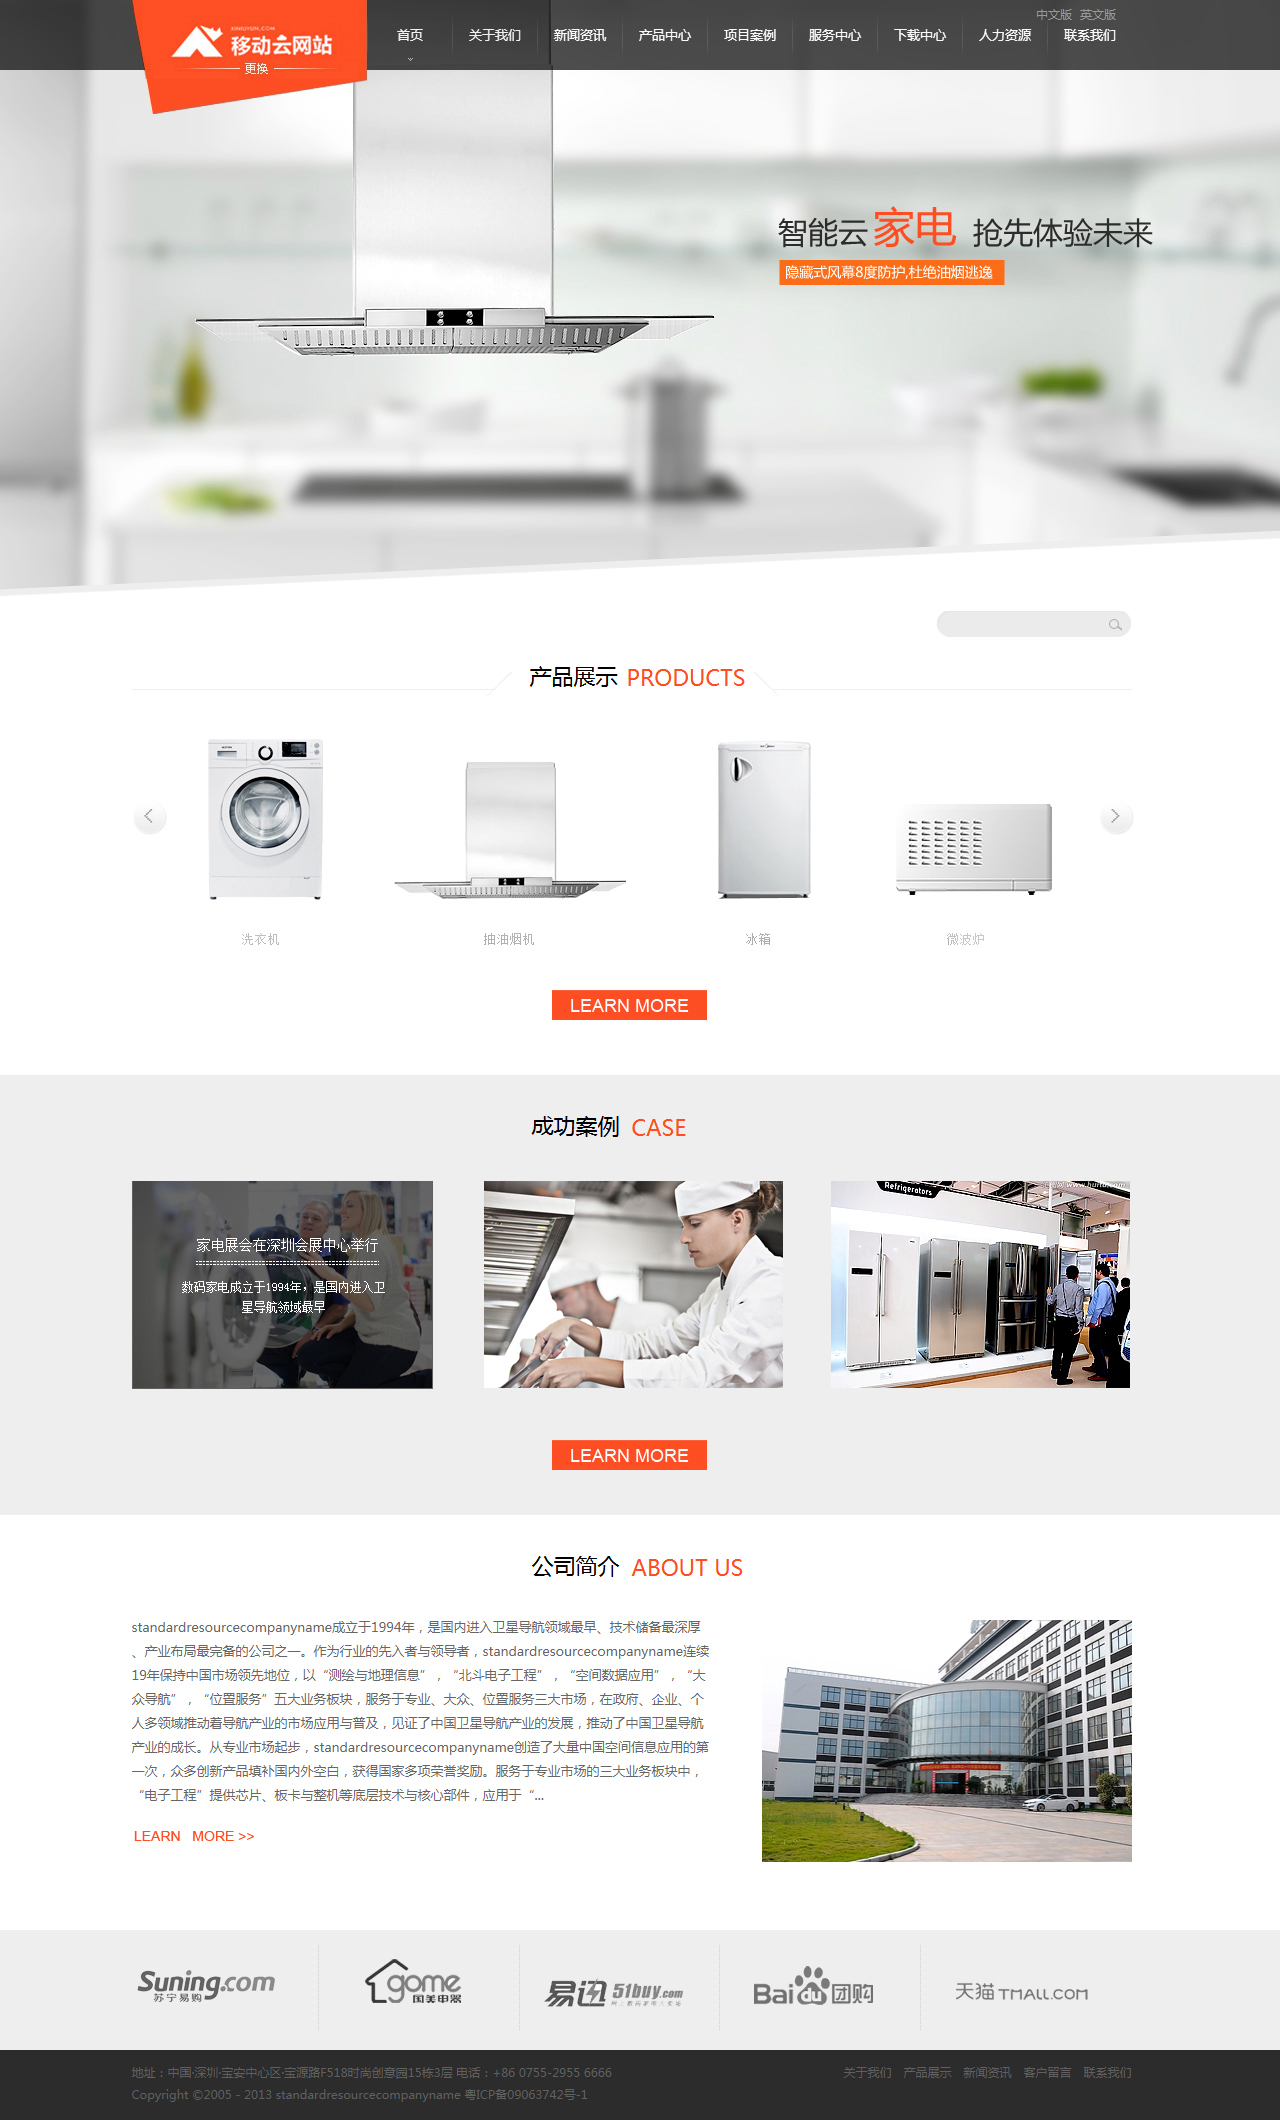 中文版 英文版
XINIUYSIN.COM
移动云网站
更换
首页 关于我们 新闻资讯 产品中心 项目案例 服务中心 下载中心 人力资源 联系我们
智能云家电 抢先体验未来
隐藏式风幕8度防护,杜绝油烟逃逸
产品展示 PRODUCTS
洗衣机 抽油烟机 冰箱 微波炉
LEARN MORE
成功案例 CASE
家电展会在深圳会展中心举行
数码家电成立于1994年，是国内进入卫
星导航领域最早
Refrigerators
LEARN MORE
公司简介 ABOUT US
standardresourcecompanyname成立于1994年，是国内进入卫星导航领域最早、技术储备最深厚
、产业布局最完备的公司之一。作为行业的先入者与领导者，standardresourcecompanyname连续
19年保持中国市场领先地位，以“测绘与地理信息”，“北斗电子工程”，“空间数据应用”，“大
众导航”，“位置服务”五大业务板块，服务于专业、大众、位置服务三大市场，在政府、企业、个
人多领域推动着导航产业的市场应用与普及，见证了中国卫星导航产业的发展，推动了中国卫星导航
产业的成长。从专业市场起步，standardresourcecompanyname创造了大量中国空间信息应用的第
一次，众多创新产品填补国内外空白，获得国家多项荣誉奖励。服务于专业市场的三大业务板块中，
“电子工程”提供芯片、板卡与整机等底层技术与核心部件，应用于“...
LEARN MORE >>
Suning.com
苏宁易购
gome
国美电器
易迅 51buy.com
Bai du 团购
天猫 TMALL.COM
地址：中国·深圳·宝安中心区·宝源路F518时尚创意园15栋3层 电话：+86 0755-2955 6666
关于我们 产品展示 新闻资讯 客户留言 联系我们
Copyright ©2005 - 2013 standardresourcecompanyname 粤ICP备09063742号-1